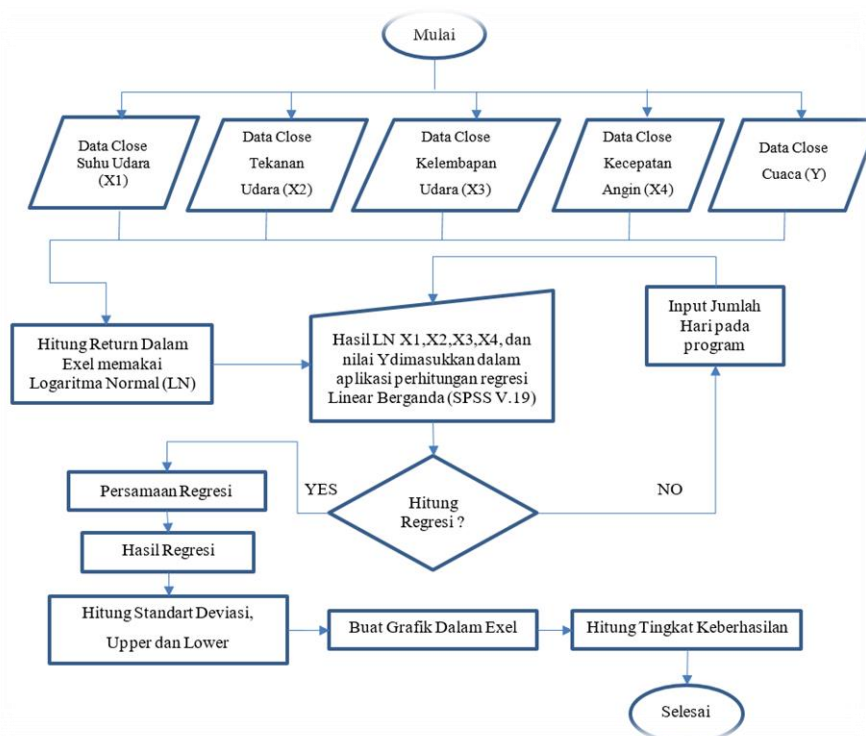 Mulai
Data Close
Suhu Udara
(X1)
Data Close
Tekanan
Udara (X2)
Data Close
Kelembapan
Udara (X3)
Data Close
Kecepatan
Angin (X4)
Data Close
Cuaca (Y)
Hitung Return Dalam
Exel memakai
Logaritma Normal (LN)
Hasil LN X1,X2,X3,X4, dan
nilai Ydimasukkan dalam
aplikasi perhitungan regresi
Linear Berganda (SPSS V.19)
Input Jumlah
Hari pada
program
Persamaan Regresi
YES
Hitung
Regresi ?
NO
Hasil Regresi
Hitung Standart Deviasi,
Upper dan Lower
Buat Grafik Dalam Exel
Hitung Tingkat Keberhasilan
Selesai